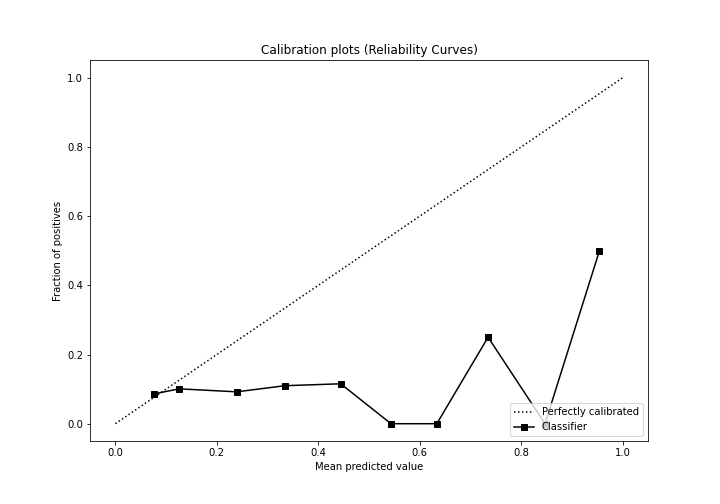 Calibration plots (Reliability Curves)
Fraction of positives
1.0
0.8
0.6
0.4
0.2
0.0
Perfectly calibrated
Classifier
0.0 0.2 0.4 0.6 0.8 1.0
Mean predicted value